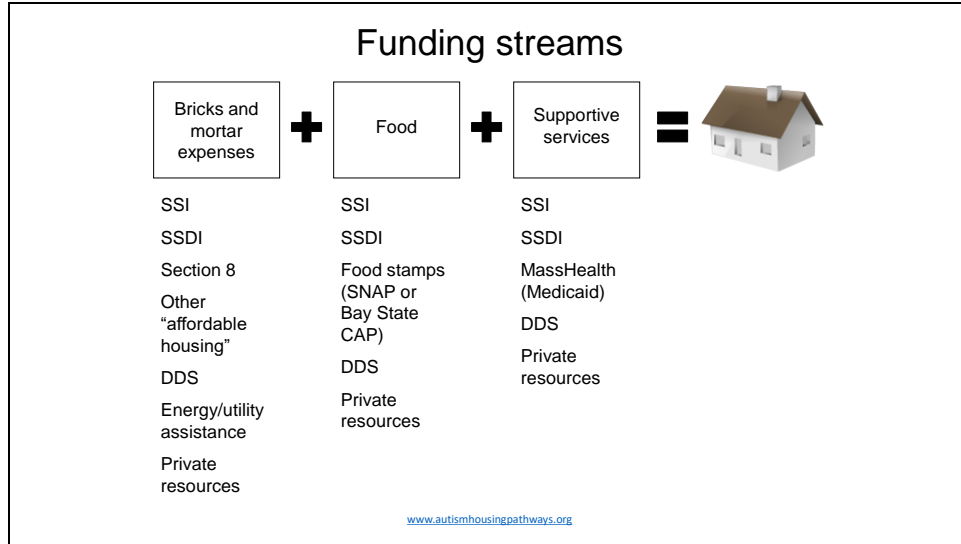 Funding streams
Bricks and
mortar
expenses
Food
Supportive
services
SSI
SSDI
Section 8
Other
“affordable
housing”
DDS
Energy/utility
assistance
Private
resources
SSI
SSDI
Food stamps
(SNAP or
Bay State
CAP)
DDS
Private
resources
SSI
SSDI
MassHealth
(Medicaid)
DDS
Private
resources
www.autismhousingpathways.org